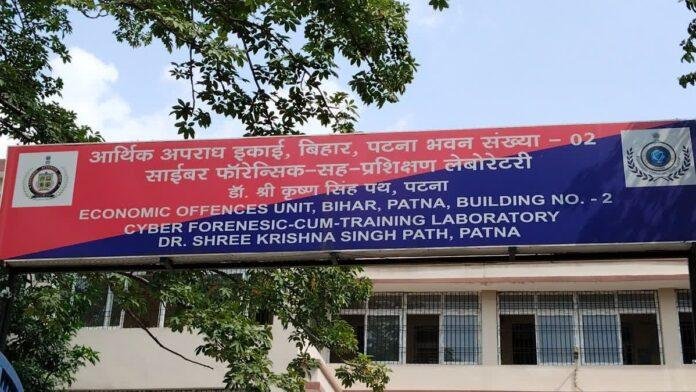 आर्थिक अपराध इकाई, बिहार, पटना भवन संख्या - 02
साईबर फॉरेन्सिक-सह-प्रशिक्षण लेबोरेटरी
डॉ. श्री कृष्ण सिंह पथ, पटना
ECONOMIC OFFENCES UNIT, BIHAR, PATNA, BUILDING NO. - 2
CYBER FORENESIC-CUM-TRAINING LABORATORY
DR. SHREE KRISHNA SINGH PATH, PATNA